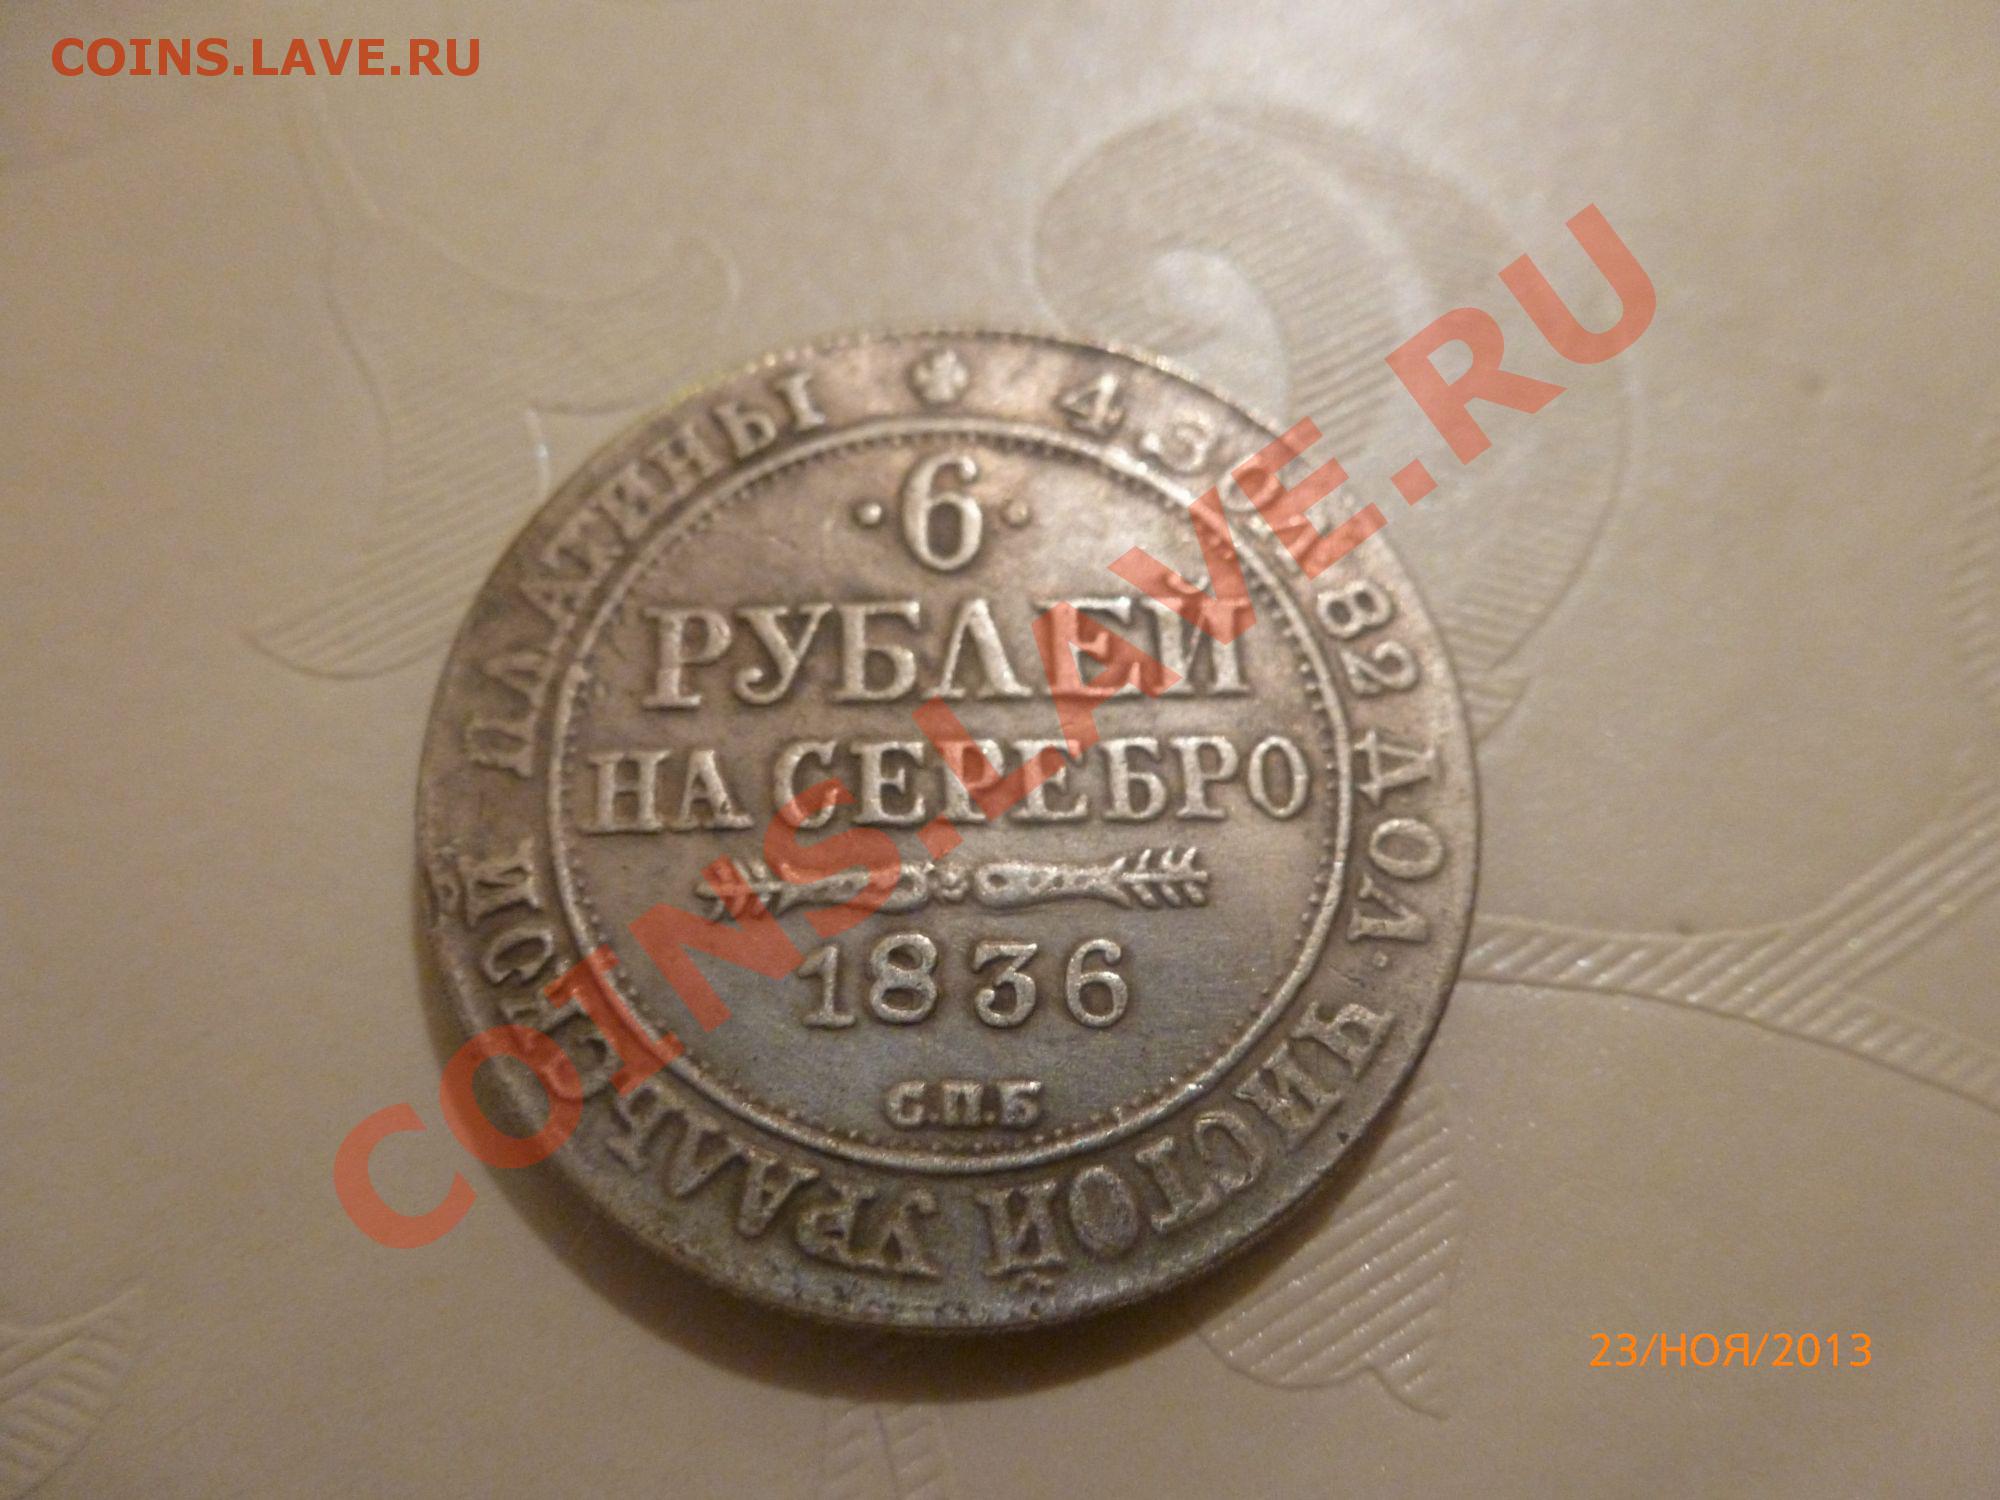 COINS.LAVE.RU
4 ЗОЛ. 82 ДОЛ. ЧИСТОЙ УРАЛЬСКОЙ ПЛАТИНЫ
·6·
РУБЛЕЙ
НА СЕРЕБРО
1836
С.П.Б
COINS.LAVE.RU
23/НОЯ/2013